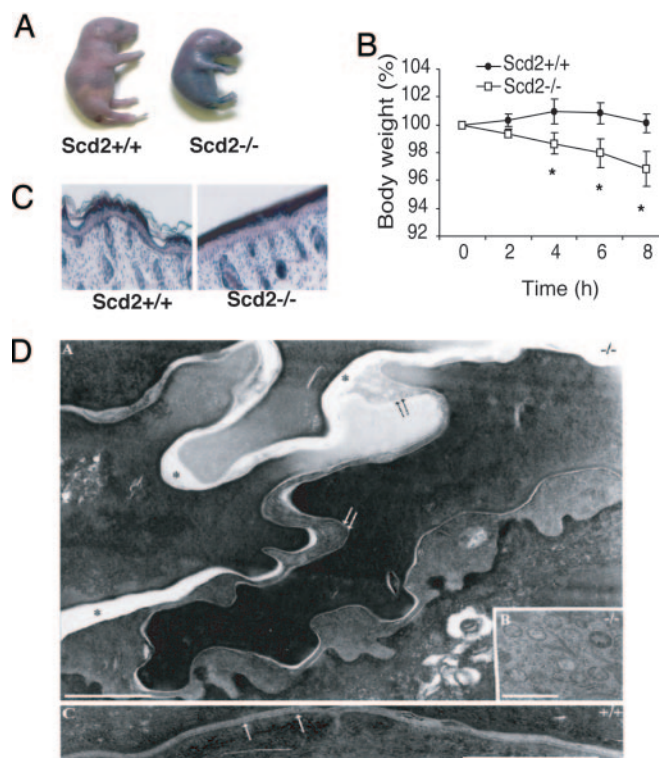 A
Scd2+/+
Scd2-/-
B
Body weight (%)
104
102
100
98
96
94
92
Scd2+/+
Scd2-/-
*
*
*
0
2
4
6
8
Time (h)
C
Scd2+/+
Scd2-/-
D
A
-/-
*
*
*
B
-/-
C
+/+